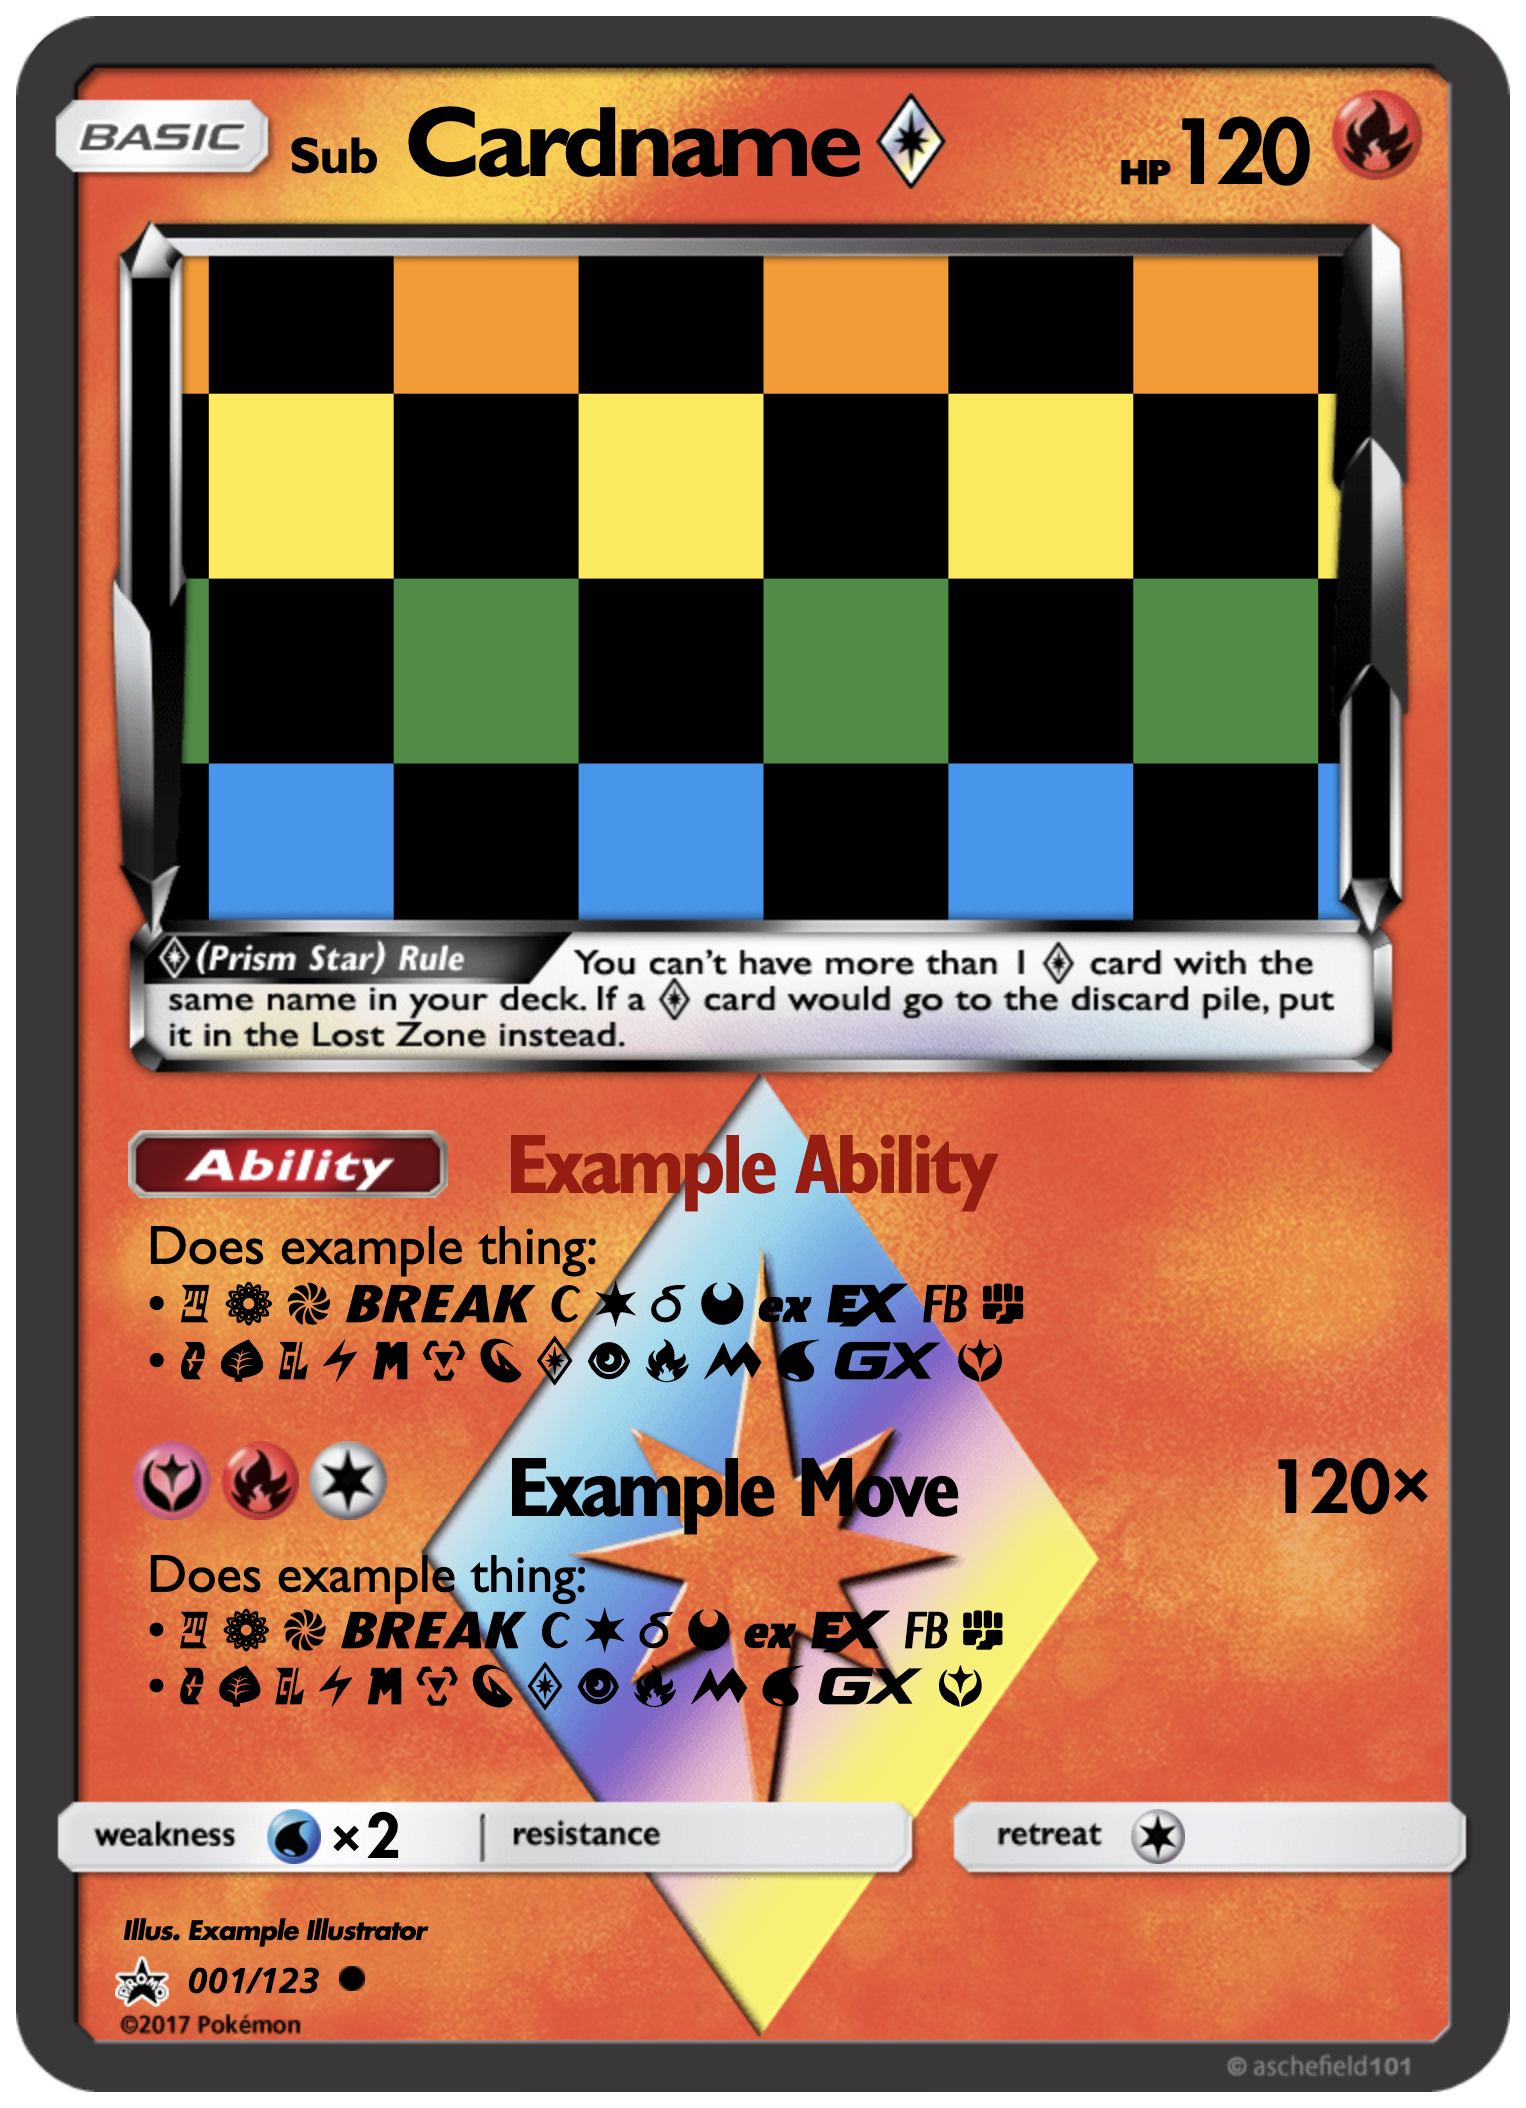 BASIC Sub Cardname HP 120
(Prism Star) Rule You can't have more than 1 card with the
same name in your deck. If a card would go to the discard pile, put
it in the Lost Zone instead.
Ability Example Ability
Does example thing:
• BREAK C δ ex EX FB
• G GL M GX
Example Move 120×
Does example thing:
• BREAK C δ ex EX FB
• G GL M GX
weakness ×2 resistance retreat
Illus. Example Illustrator
PROMO 001/123 ●
©2017 Pokémon
© aschefield101